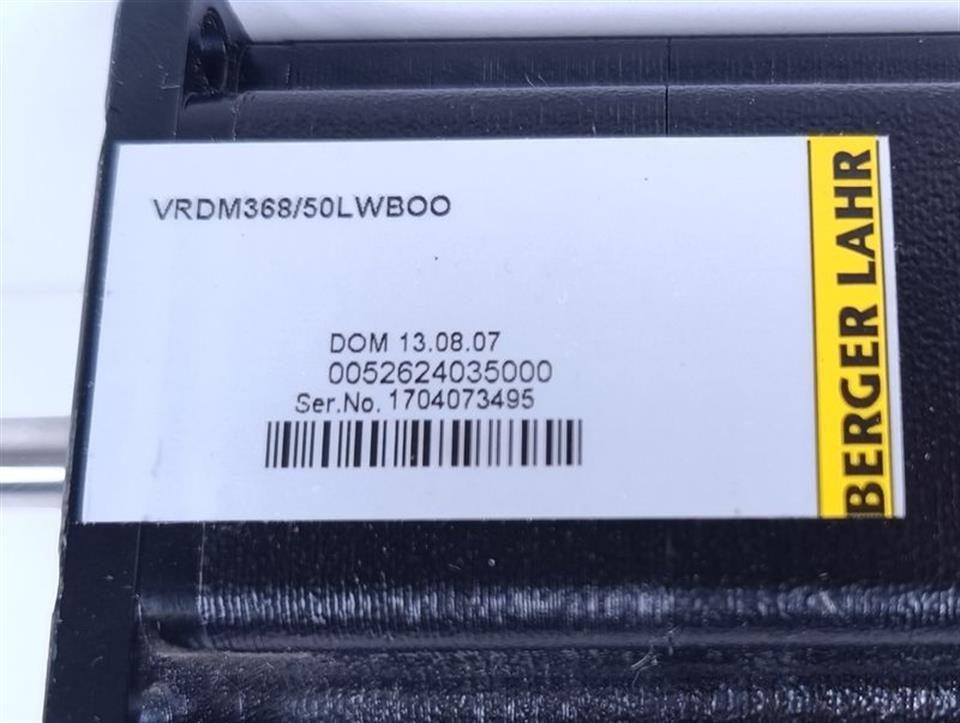 VRDM368/50LWBOO
DOM 13.08.07
0052624035000
Ser.No. 1704073495
BERGER LAHR